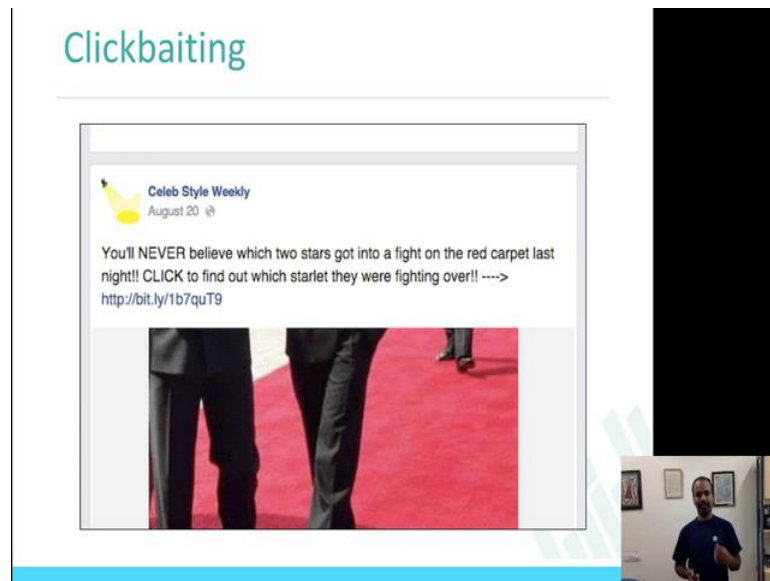 Clickbaiting
Celeb Style Weekly
August 20
You'll NEVER believe which two stars got into a fight on the red carpet last
night!! CLICK to find out which starlet they were fighting over!! ---->
http://bit.ly/1b7quT9